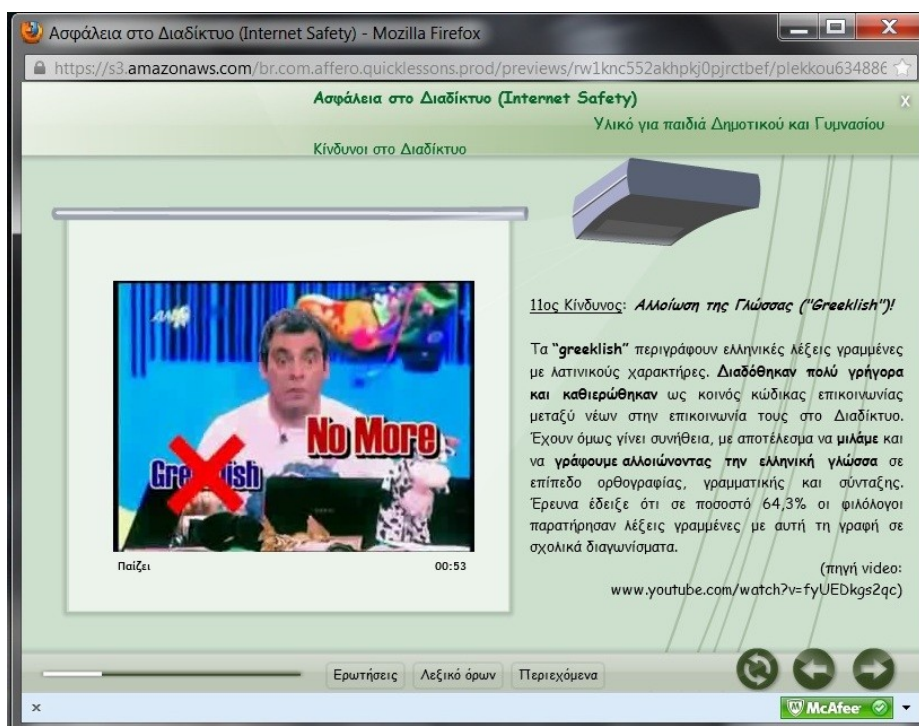 Ασφάλεια στο Διαδίκτυο (Internet Safety) - Mozilla Firefox
https://s3.amazonaws.com/br.com.affero.quicklessons.prod/previews/rw1knc552akhpkj0pjrctbef/plekkou634886
Ασφάλεια στο Διαδίκτυο (Internet Safety)
X
Υλικό για παιδιά Δημοτικού και Γυμνασίου
Κίνδυνοι στο Διαδίκτυο
11ος Κίνδυνος: Αλλοίωση της Γλώσσας ("Greeklish")!
Τα "greeklish" περιγράφουν ελληνικές λέξεις γραμμένες
με λατινικούς χαρακτήρες. Διαδόθηκαν πολύ γρήγορα
και καθιερώθηκαν ως κοινός κώδικας επικοινωνίας
μεταξύ νέων στην επικοινωνία τους στο Διαδίκτυο.
Έχουν όμως γίνει συνήθεια, με αποτέλεσμα να μιλάμε και
να γράφουμε αλλοιώνοντας την ελληνική γλώσσα σε
επίπεδο ορθογραφίας, γραμματικής και σύνταξης.
Έρευνα έδειξε ότι σε ποσοστό 64,3% οι φιλόλογοι
παρατήρησαν λέξεις γραμμένες με αυτή τη γραφή σε
σχολικά διαγωνίσματα.
(πηγή video:
www.youtube.com/watch?v=fyUEDkgs2qc)
No More
Greeklish
Παίζει 00:53
Ερωτήσεις Λεξικό όρων Περιεχόμενα
x
McAfee